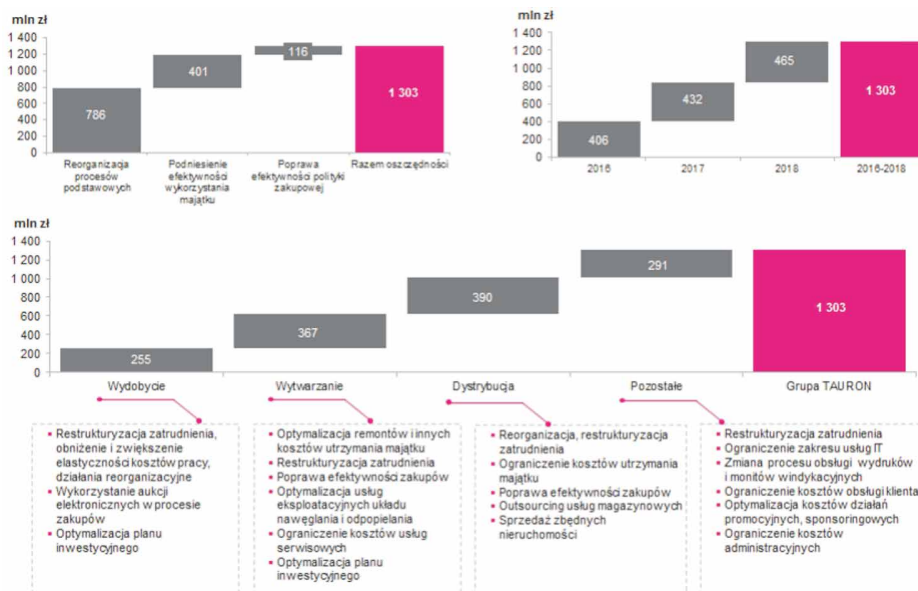 mln zł
1 400
1 200
1 000
800
600
400
200
0
786
401
116
1 303
Reorganizacja
procesów
podstawowych
Podniesienie
efektywności
wykorzystania
majątku
Poprawa
efektywności polityki
zakupowej
Razem oszczędności
mln zł
1 400
1 200
1 000
800
600
400
200
0
406
432
465
1 303
2016
2017
2018
2016-2018
mln zł
1 400
1 200
1 000
800
600
400
200
0
255
367
390
291
1 303
Wydobycie
Wytwarzanie
Dystrybucja
Pozostałe
Grupa TAURON
• Restrukturyzacja zatrudnienia,
obniżenie i zwiększenie
elastyczności kosztów pracy,
działania reorganizacyjne
• Wykorzystanie aukcji
elektronicznych w procesie
zakupów
• Optymalizacja planu
inwestycyjnego
• Optymalizacja remontów i innych
kosztów utrzymania majątku
• Restrukturyzacja zatrudnienia
• Poprawa efektywności zakupów
• Optymalizacja usług
eksploatacyjnych układu
nawęglania i odpopielania
• Ograniczenie kosztów usług
serwisowych
• Optymalizacja planu
inwestycyjnego
• Reorganizacja, restrukturyzacja
zatrudnienia
• Ograniczenie kosztów utrzymania
majątku
• Poprawa efektywności zakupów
• Outsourcing usług magazynowych
• Sprzedaż zbędnych
nieruchomości
• Restrukturyzacja zatrudnienia
• Ograniczenie zakresu usług IT
• Zmiana procesu obsługi wydruków
i monitów windykacyjnych
• Ograniczenie kosztów obsługi klienta
• Optymalizacja kosztów działań
promocyjnych, sponsoringowych
• Ograniczenie kosztów
administracyjnych